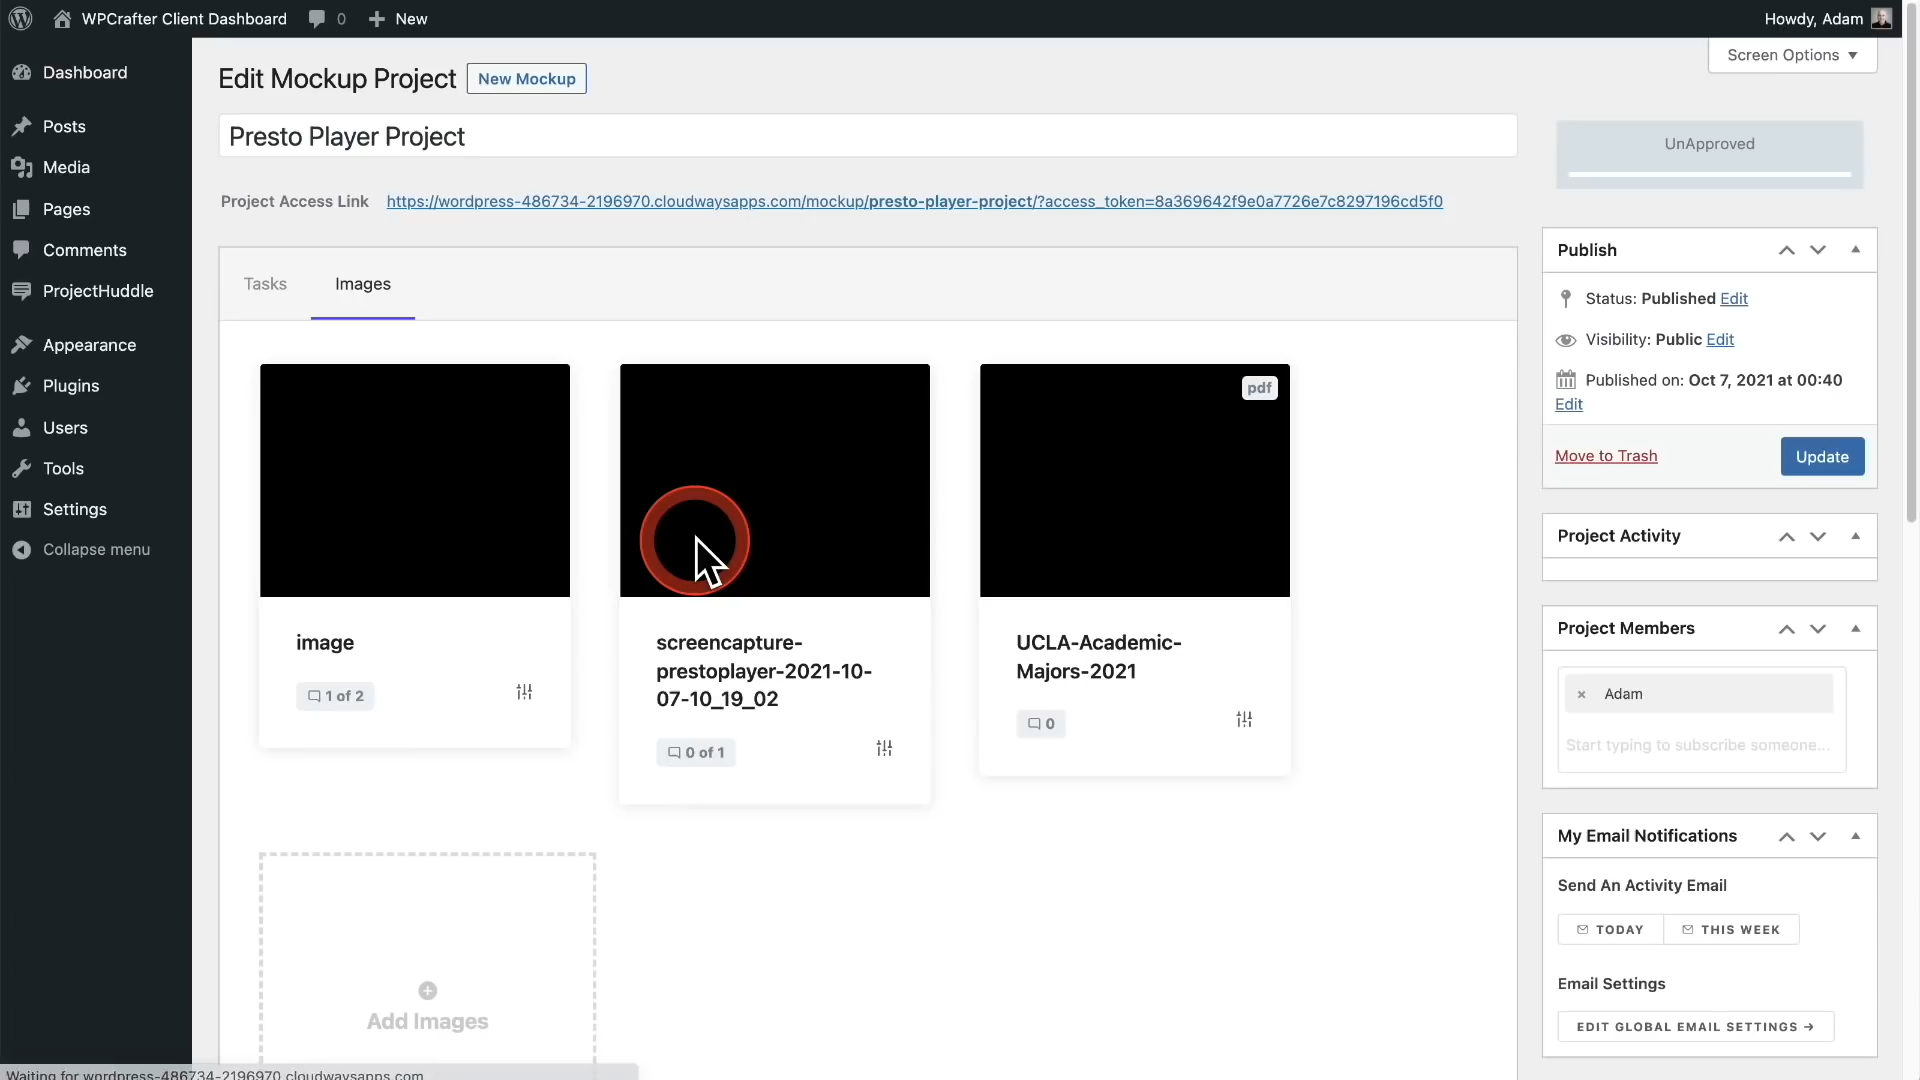 WPCrafter Client Dashboard
0
New
Howdy, Adam
Screen Options ▼
Dashboard
Posts
Media
Pages
Comments
ProjectHuddle
Appearance
Plugins
Users
Tools
Settings
Collapse menu
Edit Mockup Project
New Mockup
Presto Player Project
Project Access Link https://wordpress-486734-2196970.cloudwaysapps.com/mockup/presto-player-project/?access_token=8a369642f9e0a7726e7c8297196cd5f0
Tasks
Images
image
1 of 2
screencapture-
prestoplayer-2021-10-
07-10_19_02
0 of 1
pdf
UCLA-Academic-
Majors-2021
0
Add Images
UnApproved
Publish
Status: Published Edit
Visibility: Public Edit
Published on: Oct 7, 2021 at 00:40
Edit
Move to Trash
Update
Project Activity
Project Members
× Adam
Start typing to subscribe someone...
My Email Notifications
Send An Activity Email
TODAY
THIS WEEK
Email Settings
EDIT GLOBAL EMAIL SETTINGS →
Waiting for wordpress-486734-2196970.cloudwaysapps.com